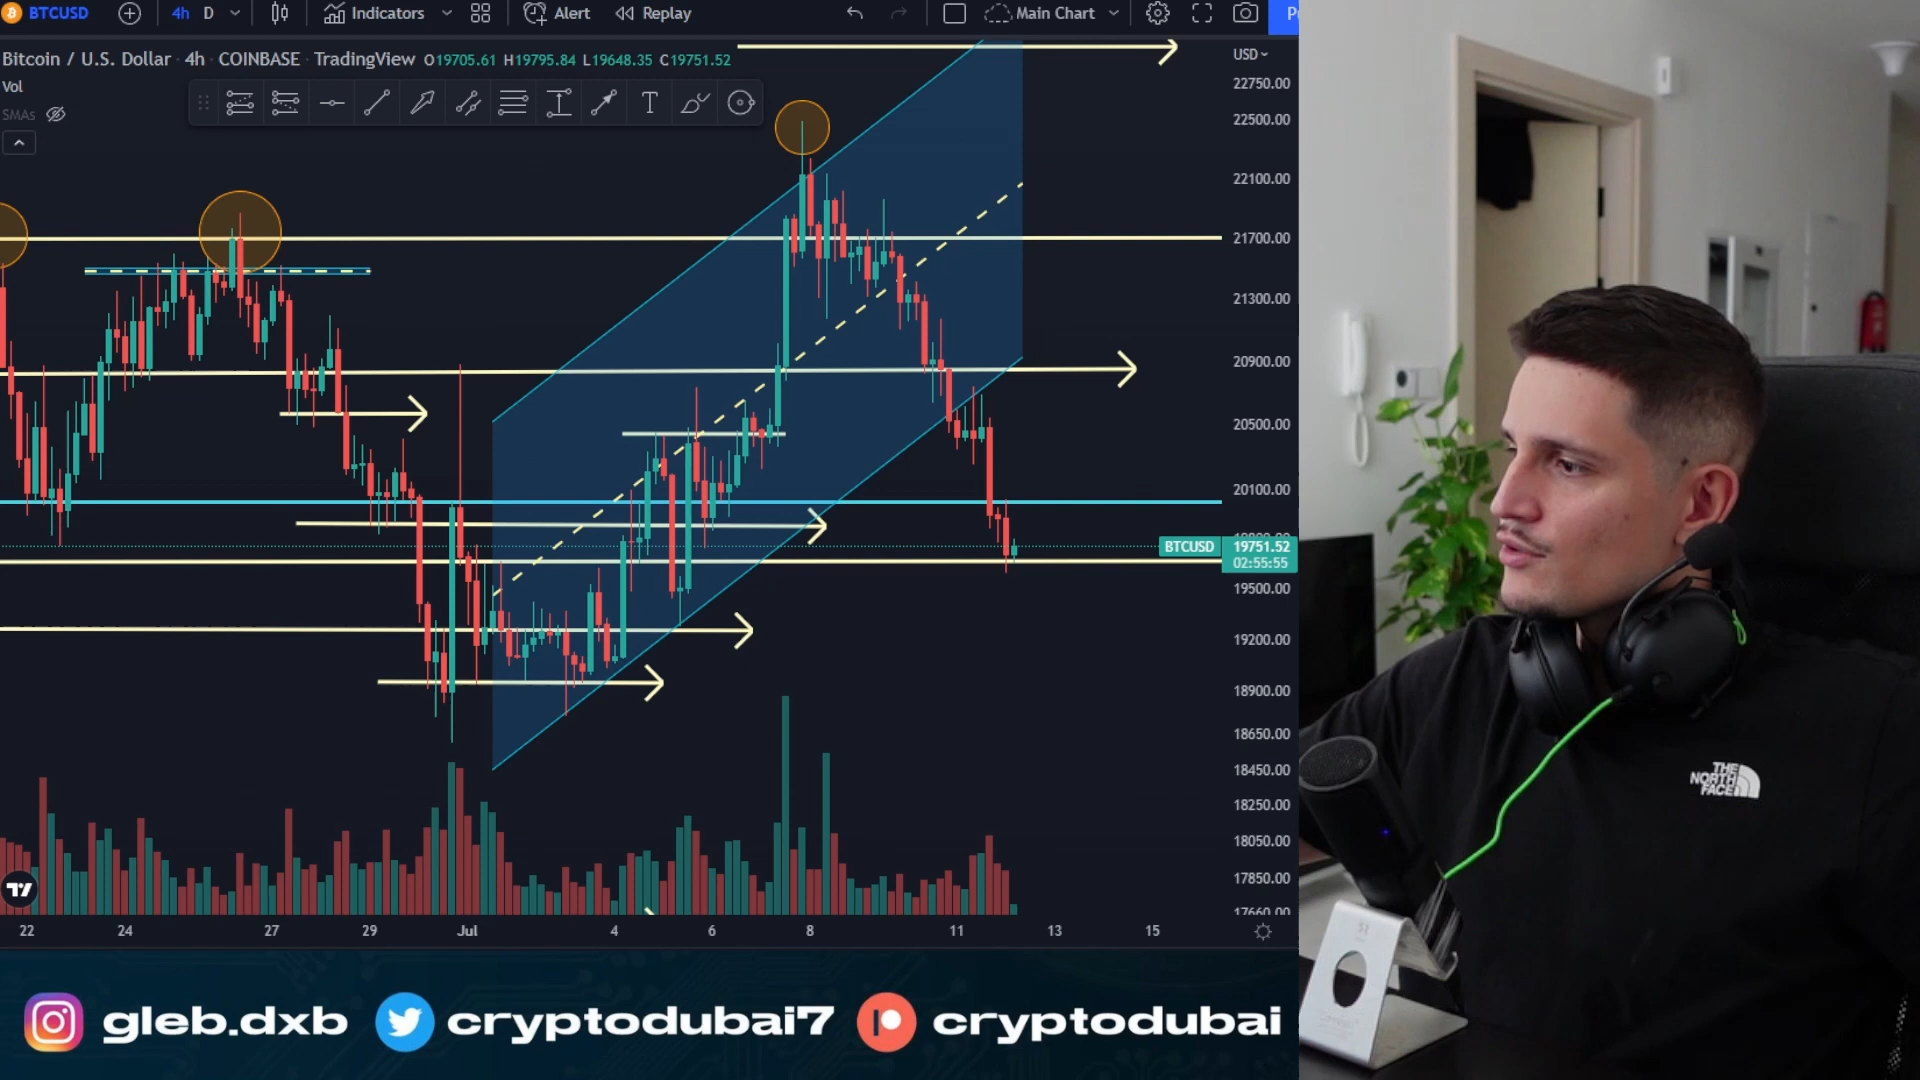 BTCUSD 4h D Indicators Alert Replay Main Chart P
Bitcoin / U.S. Dollar · 4h · COINBASE · TradingView O19705.61 H19795.84 L19648.35 C19751.52
Vol
SMAs
T
USD
22750.00
22500.00
22100.00
21700.00
21300.00
20900.00
20500.00
20100.00
BTCUSD 19751.52
02:55:55
19500.00
19200.00
18900.00
18650.00
18450.00
18250.00
18050.00
17850.00
17660.00
22 24 27 29 Jul 4 6 8 11 13 15
THE
NORTH
FACE
gleb.dxb cryptodubai7 cryptodubai